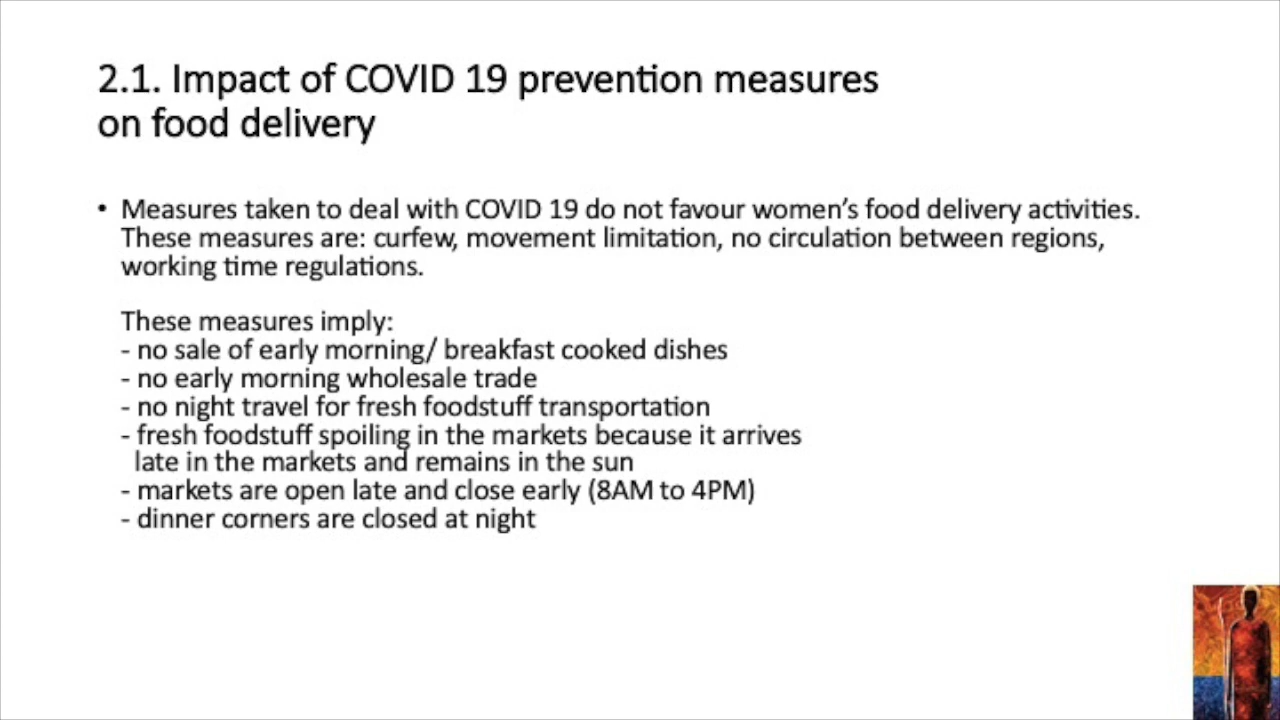 2.1. Impact of COVID 19 prevention measures
on food delivery
• Measures taken to deal with COVID 19 do not favour women’s food delivery activities.
These measures are: curfew, movement limitation, no circulation between regions,
working time regulations.
These measures imply:
- no sale of early morning/ breakfast cooked dishes
- no early morning wholesale trade
- no night travel for fresh foodstuff transportation
- fresh foodstuff spoiling in the markets because it arrives
late in the markets and remains in the sun
- markets are open late and close early (8AM to 4PM)
- dinner corners are closed at night